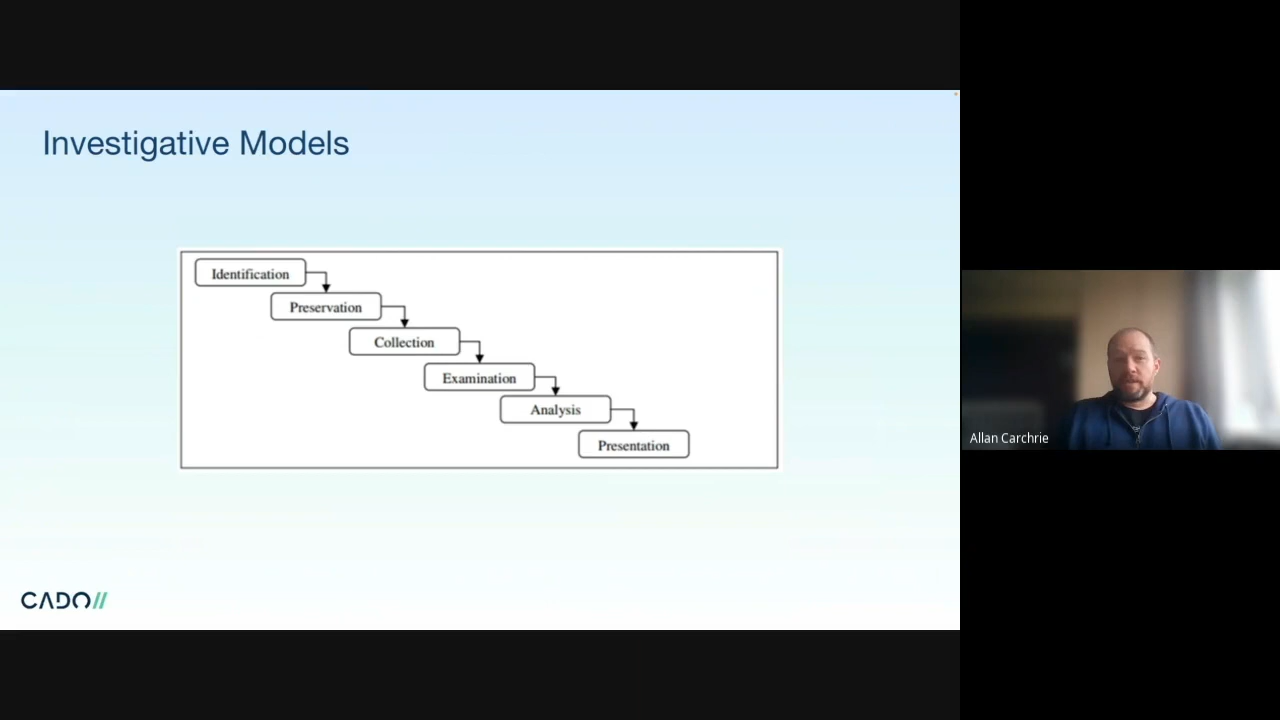 Investigative Models
Identification
Preservation
Collection
Examination
Analysis
Presentation
CADO//
Allan Carchrie